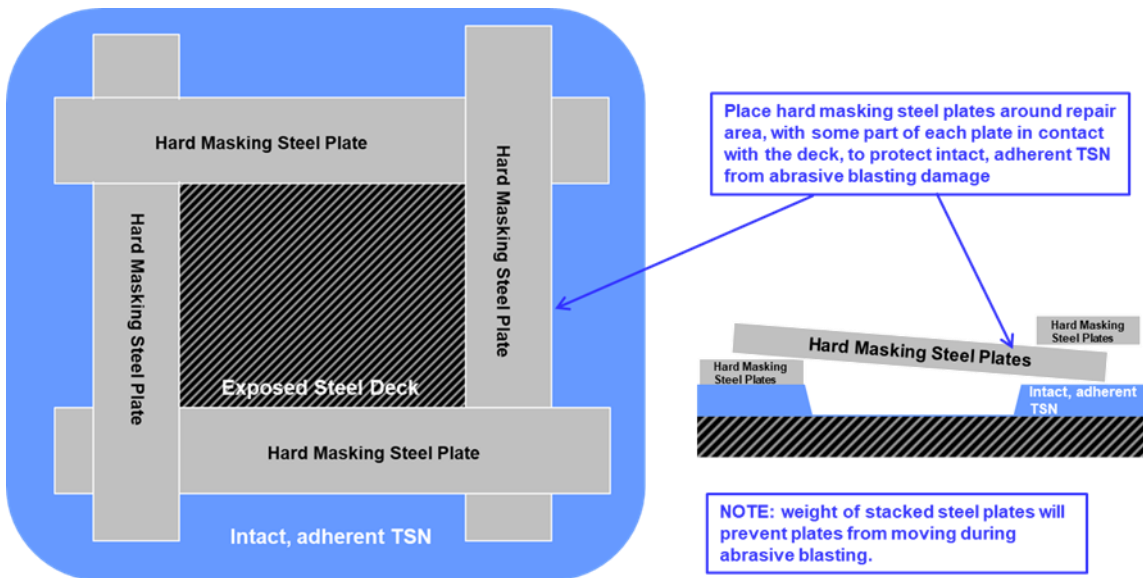 Hard Masking Steel Plate
Hard Masking Steel Plate
Hard Masking Steel Plate
Exposed Steel Deck
Hard Masking Steel Plate
Intact, adherent TSN
Place hard masking steel plates around repair
area, with some part of each plate in contact
with the deck, to protect intact, adherent TSN
from abrasive blasting damage
Hard Masking
Steel Plates
Hard Masking Steel Plates
Hard Masking
Steel Plates
Intact, adherent
TSN
NOTE: weight of stacked steel plates will
prevent plates from moving during
abrasive blasting.